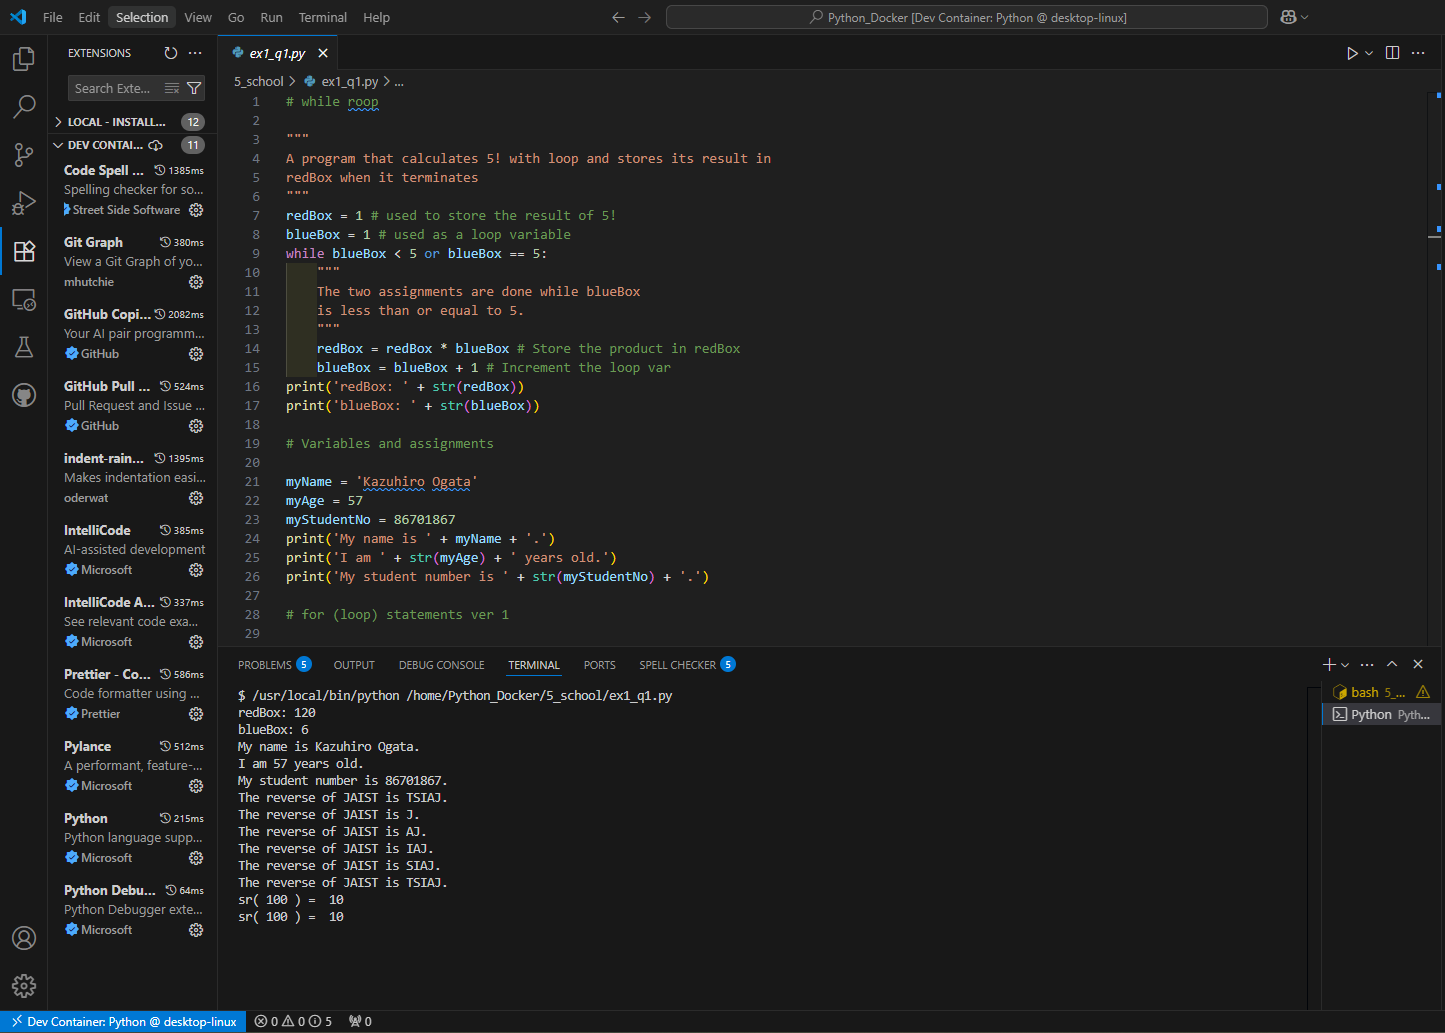 File Edit Selection View Go Run Terminal Help
Python_Docker [Dev Container: Python @ desktop-linux]
EXTENSIONS
Search Exte...
LOCAL - INSTALL... 12
DEV CONTAI... 11
Code Spell ... 1385ms
Spelling checker for so...
Street Side Software
Git Graph 380ms
View a Git Graph of yo...
mhutchie
GitHub Copi... 2082ms
Your AI pair programm...
GitHub
GitHub Pull ... 524ms
Pull Request and Issue ...
GitHub
indent-rain... 1395ms
Makes indentation easi...
oderwat
IntelliCode 385ms
AI-assisted development
Microsoft
IntelliCode A... 337ms
See relevant code exa...
Microsoft
Prettier - Co... 586ms
Code formatter using ...
Prettier
Pylance 512ms
A performant, feature-...
Microsoft
Python 215ms
Python language supp...
Microsoft
Python Debu... 64ms
Python Debugger exte...
Microsoft
ex1_q1.py
5_school > ex1_q1.py > ...
1 # while roop
2
3 """
4 A program that calculates 5! with loop and stores its result in
5 redBox when it terminates
6 """
7 redBox = 1 # used to store the result of 5!
8 blueBox = 1 # used as a loop variable
9 while blueBox < 5 or blueBox == 5:
10 """
11 The two assignments are done while blueBox
12 is less than or equal to 5.
13 """
14 redBox = redBox * blueBox # Store the product in redBox
15 blueBox = blueBox + 1 # Increment the loop var
16 print('redBox: ' + str(redBox))
17 print('blueBox: ' + str(blueBox))
18
19 # Variables and assignments
20
21 myName = 'Kazuhiro Ogata'
22 myAge = 57
23 myStudentNo = 86701867
24 print('My name is ' + myName + '.')
25 print('I am ' + str(myAge) + ' years old.')
26 print('My student number is ' + str(myStudentNo) + '.')
27
28 # for (loop) statements ver 1
29
PROBLEMS 5 OUTPUT DEBUG CONSOLE TERMINAL PORTS SPELL CHECKER 5
$ /usr/local/bin/python /home/Python_Docker/5_school/ex1_q1.py
redBox: 120
blueBox: 6
My name is Kazuhiro Ogata.
I am 57 years old.
My student number is 86701867.
The reverse of JAIST is TSIAJ.
The reverse of JAIST is J.
The reverse of JAIST is AJ.
The reverse of JAIST is IAJ.
The reverse of JAIST is SIAJ.
The reverse of JAIST is TSIAJ.
sr( 100 ) =  10
sr( 100 ) =  10
bash 5_...
Python Pyth...
Dev Container: Python @ desktop-linux 0 0 5 0